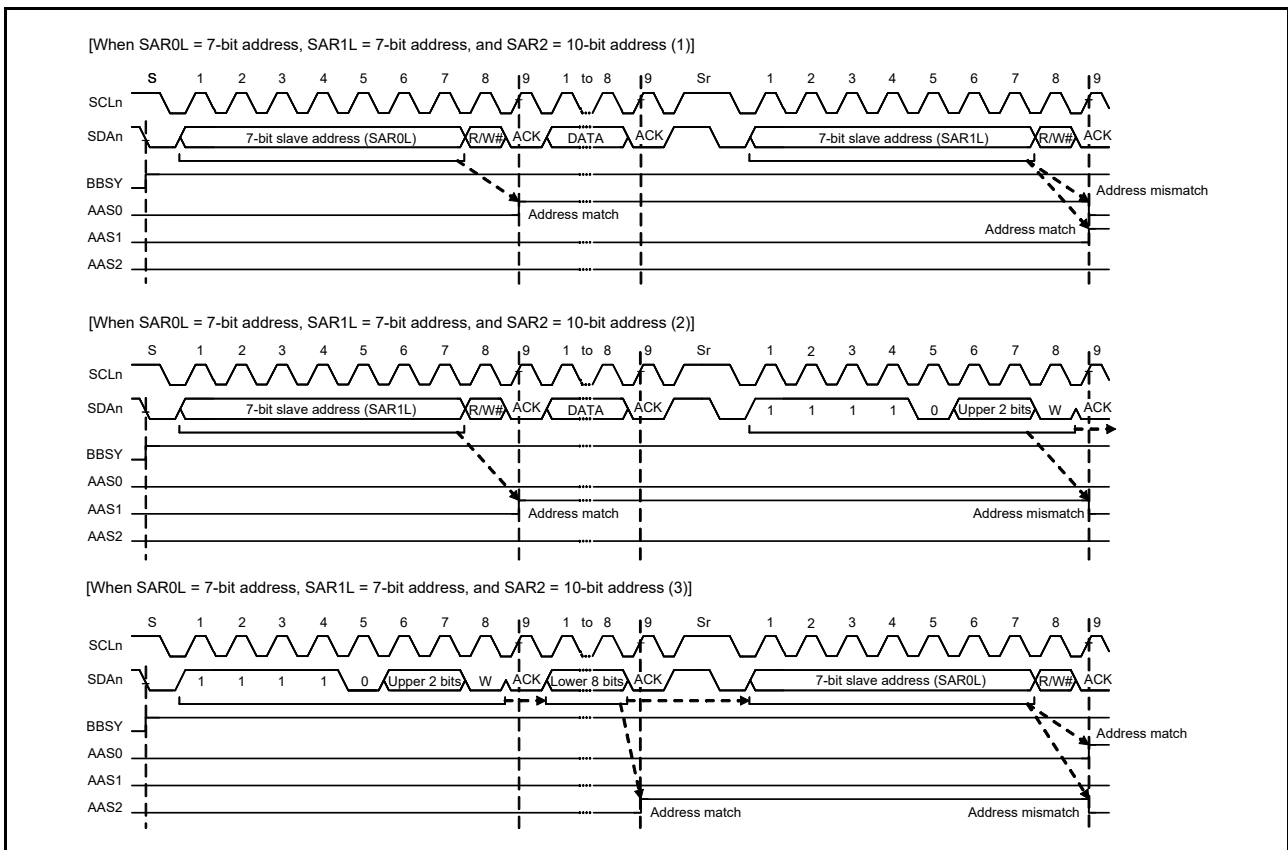 [When SAR0L = 7-bit address, SAR1L = 7-bit address, and SAR2 = 10-bit address (1)]
S 1 2 3 4 5 6 7 8 9 1 to 8 9 Sr 1 2 3 4 5 6 7 8 9
SCLn
SDAn 7-bit slave address (SAR0L) R/W# ACK DATA ACK 7-bit slave address (SAR1L) R/W# ACK
BBSY
Address mismatch
AAS0
Address match
Address match
AAS1
AAS2
[When SAR0L = 7-bit address, SAR1L = 7-bit address, and SAR2 = 10-bit address (2)]
S 1 2 3 4 5 6 7 8 9 1 to 8 9 Sr 1 2 3 4 5 6 7 8 9
SCLn
SDAn 7-bit slave address (SAR1L) R/W# ACK DATA ACK 1 1 1 1 0 Upper 2 bits W ACK
BBSY
AAS0
AAS1 Address match Address mismatch
AAS2
[When SAR0L = 7-bit address, SAR1L = 7-bit address, and SAR2 = 10-bit address (3)]
S 1 2 3 4 5 6 7 8 9 1 to 8 9 Sr 1 2 3 4 5 6 7 8 9
SCLn
SDAn 1 1 1 1 0 Upper 2 bits W ACK Lower 8 bits ACK 7-bit slave address (SAR0L) R/W# ACK
BBSY
Address match
AAS0
AAS1
AAS2 Address match Address mismatch